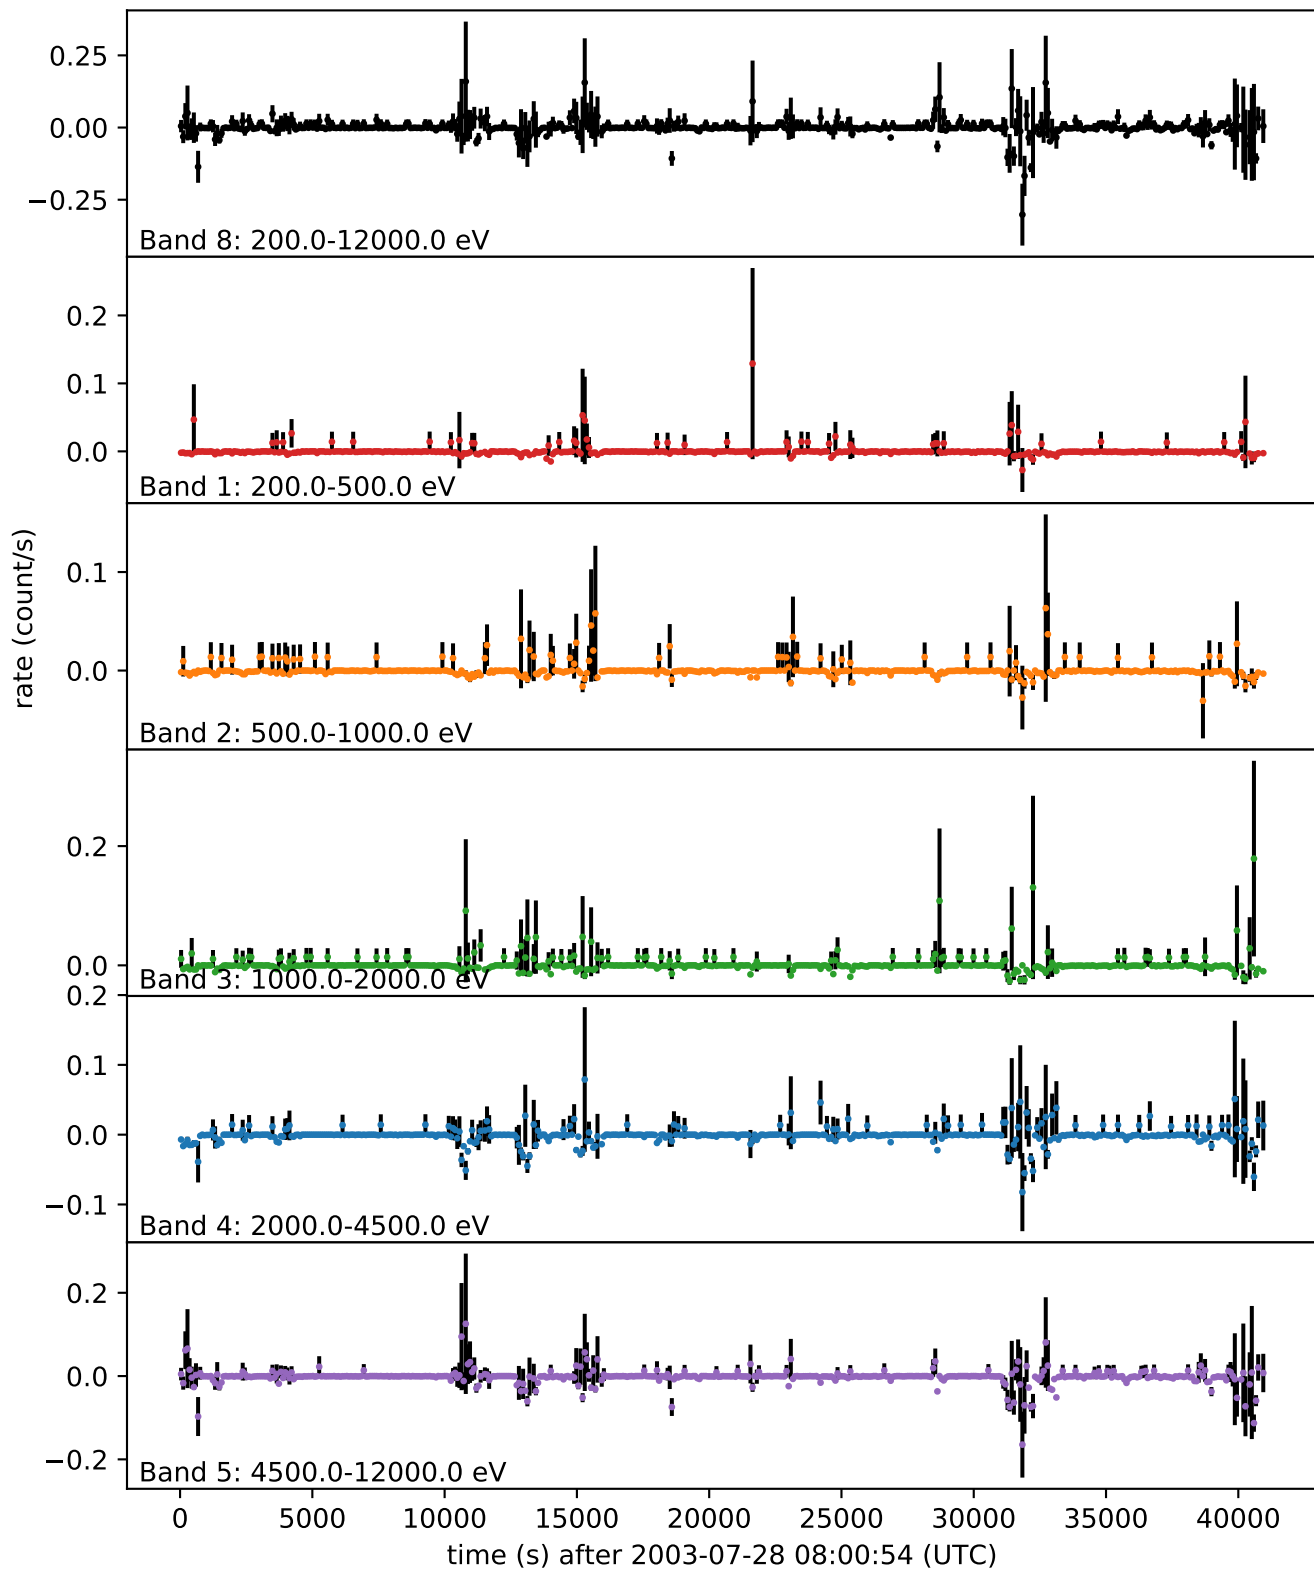 0.25
0.00
−0.25
Band 8: 200.0-12000.0 eV
0.2
0.1
0.0
Band 1: 200.0-500.0 eV
rate (count/s)
0.1
0.0
Band 2: 500.0-1000.0 eV
0.2
0.0
Band 3: 1000.0-2000.0 eV
0.2
0.1
0.0
−0.1
Band 4: 2000.0-4500.0 eV
0.2
0.0
−0.2
Band 5: 4500.0-12000.0 eV
0 5000 10000 15000 20000 25000 30000 35000 40000
time (s) after 2003-07-28 08:00:54 (UTC)